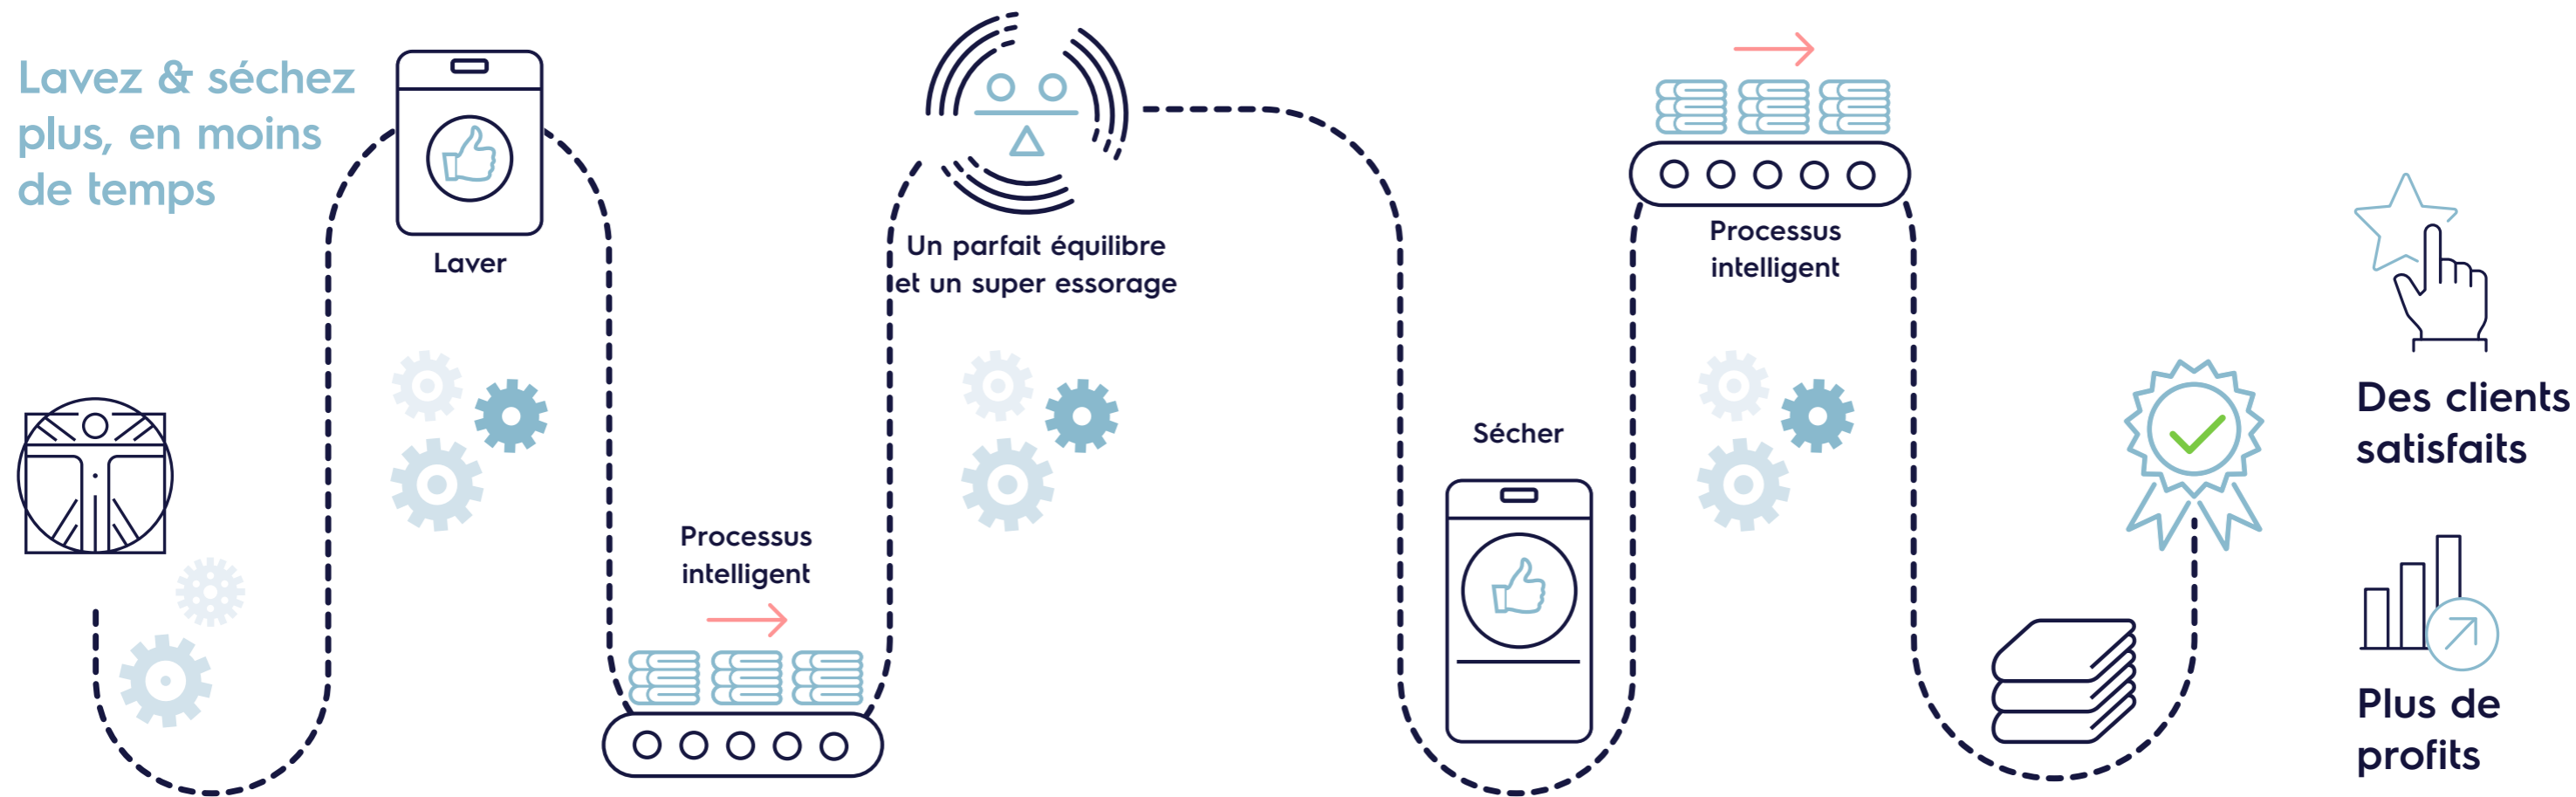 Lavez & séchez
plus, en moins
de temps
Laver
Processus
intelligent
Un parfait équilibre
et un super essorage
Sécher
Processus
intelligent
Des clients
satisfaits
Plus de
profits